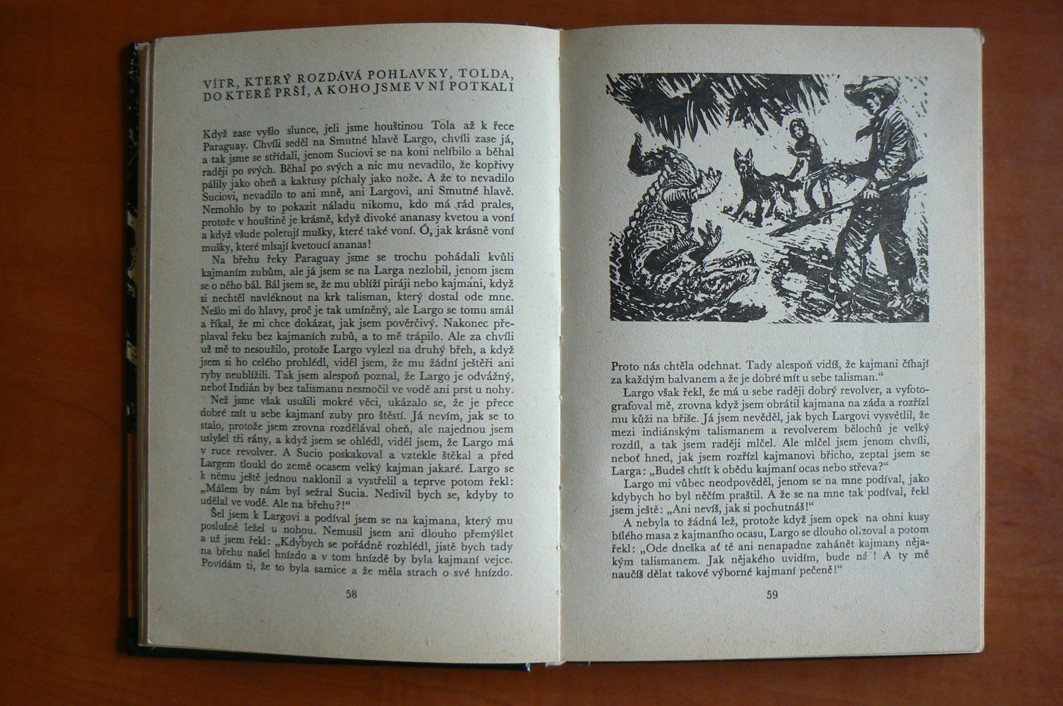 VÍTR, KTERÝ ROZDÁVÁ POHLAVKY, TOLDA,
DO KTERÉ PRŠÍ, A KOHO JSME V NÍ POTKALI
Když zase vyšlo slunce, jeli jsme houštinou Tola až k řece
Paraguay. Chvíli seděl na Smutné hlavě Largo, chvíli zase já,
a tak jsme se střídali, jenom Suciovi se na koni nelíbilo a běhal
raději po svých. Běhal po svých a nic mu nevadilo, že kopřivy
pálily jako oheň a kaktusy píchaly jako nože. A že to nevadilo
Suciovi, nevadilo to ani mně, ani Largovi, ani Smutné hlavě.
Nemohlo by to pokazit náladu nikomu, kdo má rád prales,
protože v houštině je krásně, když divoké ananasy kvetou a voní
a když všude poletují mušky, které také voní. Ó, jak krásně voní
mušky, které mlsají kvetoucí ananas!
Na břehu řeky Paraguay jsme se trochu pohádali kvůli
kajmaním zubům, ale já jsem se na Larga nezlobil, jenom jsem
se o něho bál. Bál jsem se, že mu ublíží piráji nebo kajmani, když
si nechtěl navléknout na krk talisman, který dostal ode mne.
Nešlo mi do hlavy, proč je tak umíněný, ale Largo se tomu smál
a říkal, že mi chce dokázat, jak jsem pověrčivý. Nakonec pře-
plaval řeku bez kajmaních zubů, a to mě trápilo. Ale za chvíli
už mě to nesoužilo, protože Largo vylezl na druhý břeh, a když
jsem si ho celého prohlédl, viděl jsem, že mu žádní ještěři ani
ryby neublížili. Tak jsem alespoň poznal, že Largo je odvážný,
neboť Indián by bez talismanu nesmočil ve vodě ani prst u nohy.
Než jsme však usušili mokré věci, ukázalo se, že je přece
dobré mít u sebe kajmaní zuby pro štěstí. Já nevím, jak se to
stalo, protože jsem zrovna rozdělával oheň, ale najednou jsem
uslyšel tři rány, a když jsem se ohlédl, viděl jsem, že Largo má
v ruce revolver. A Sucio poskakoval a vztekle štěkal a před
Largem tloukl do země ocasem velký kajman jakaré. Largo se
k němu ještě jednou naklonil a vystřelil a teprve potom řekl:
„Málem by nám byl sežral Sucia. Nedivil bych se, kdyby to
udělal ve vodě. Ale na břehu?!“
Šel jsem k Largovi a podíval jsem se na kajmana, který mu
poslušně ležel u nohou. Nemusil jsem ani dlouho přemýšlet
a už jsem řekl: „Kdybych se pořádně rozhlédl, jistě bych tady
na břehu našel hnízdo a v tom hnízdě by byla kajmaní vejce.
Povídám ti, že to byla samice a že měla strach o své hnízdo.
58
Proto nás chtěla odehnat. Tady alespoň vidíš, že kajmani číhají
za každým balvanem a že je dobré mít u sebe talisman.“
Largo však řekl, že má u sebe raději dobrý revolver, a vyfoto-
grafoval mě, zrovna když jsem obrátil kajmana na záda a rozřízl
mu kůži na břiše. Já jsem nevěděl, jak bych Largovi vysvětlil, že
mezi indiánským talismanem a revolverem bělochů je velký
rozdíl, a tak jsem raději mlčel. Ale mlčel jsem jenom chvíli,
neboť hned, jak jsem rozřízl kajmanovi břicho, zeptal jsem se
Larga: „Budeš chtít k obědu kajmaní ocas nebo střeva?“
Largo mi vůbec neodpověděl, jenom se na mne podíval, jako
kdybych ho byl něčím praštil. A že se na mne tak podíval, řekl
jsem ještě: „Ani nevíš, jak si pochutnáš!“
A nebyla to žádná lež, protože když jsem opek na ohni kusy
bílého masa z kajmaního ocasu, Largo se dlouho olizoval a potom
řekl: „Ode dneška ať tě ani nenapadne zahánět kajmany něja-
kým talismanem. Jak nějakého uvidím, bude ! A ty mě
naučíš dělat takové výborné kajmaní pečeně!“
59